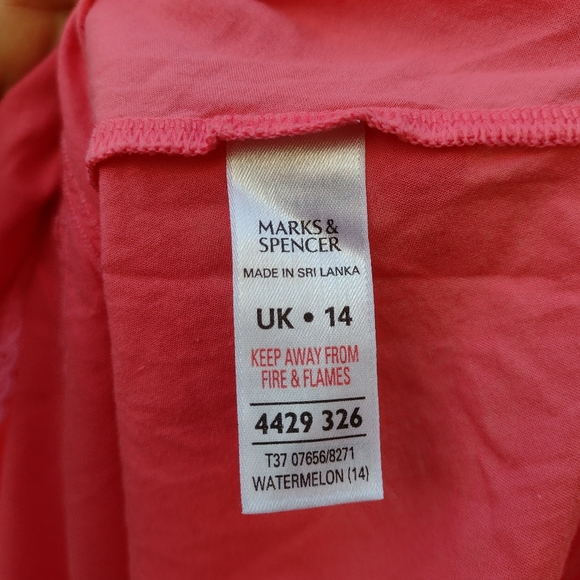 MARKS &
SPENCER
MADE IN SRI LANKA
UK • 14
KEEP AWAY FROM
FIRE & FLAMES
4429 326
T37 07656/8271
WATERMELON (14)